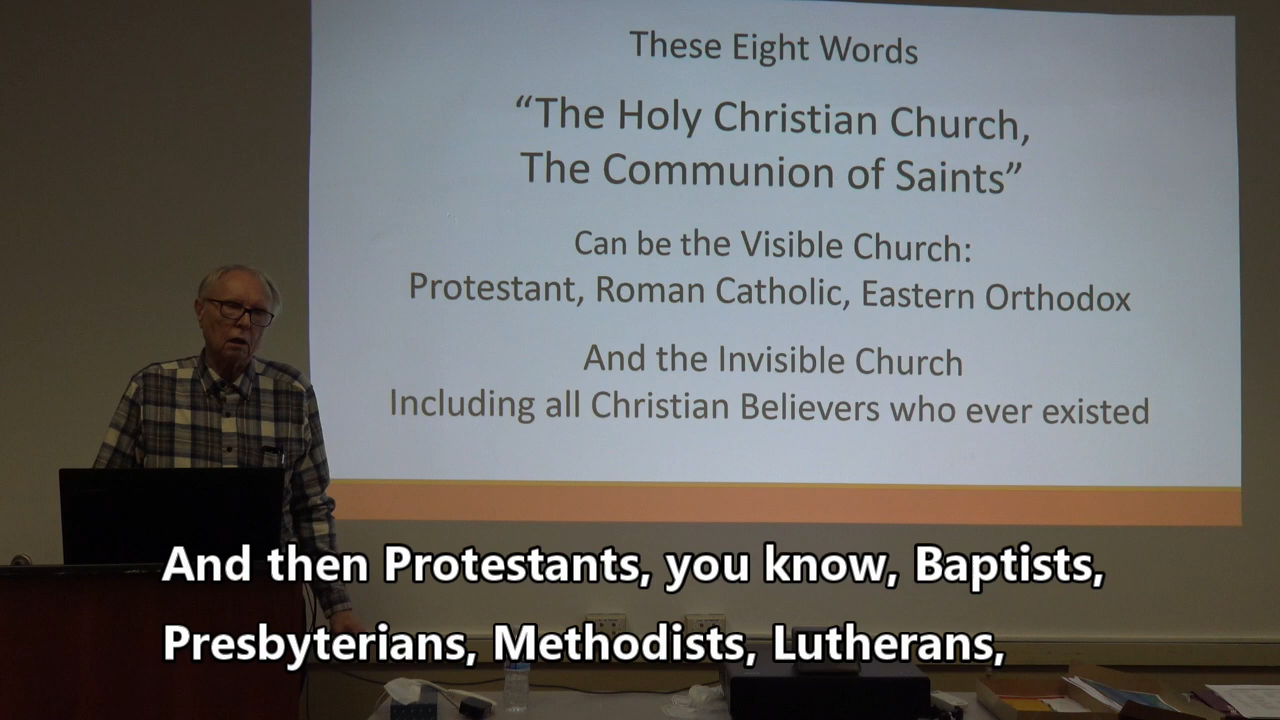 These Eight Words
“The Holy Christian Church,
The Communion of Saints”
Can be the Visible Church:
Protestant, Roman Catholic, Eastern Orthodox
And the Invisible Church
Including all Christian Believers who ever existed
And then Protestants, you know, Baptists,
Presbyterians, Methodists, Lutherans,